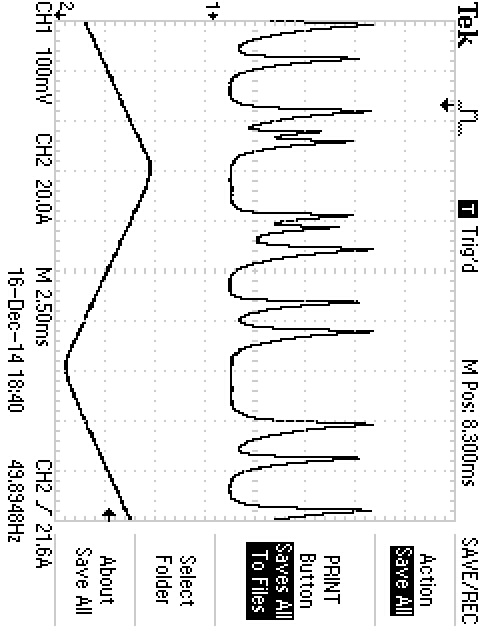 Tek
T Trig'd
M Pos: 8.300ms
SAVE/REC
Action
Save All
PRINT
Button
Saves All
To Files
Select
Folder
About
Save All
1
2
CH1 100mV
CH2 20.0A
M 2.50ms
CH2 / 21.6A
16-Dec-14 18:40
49.8948Hz